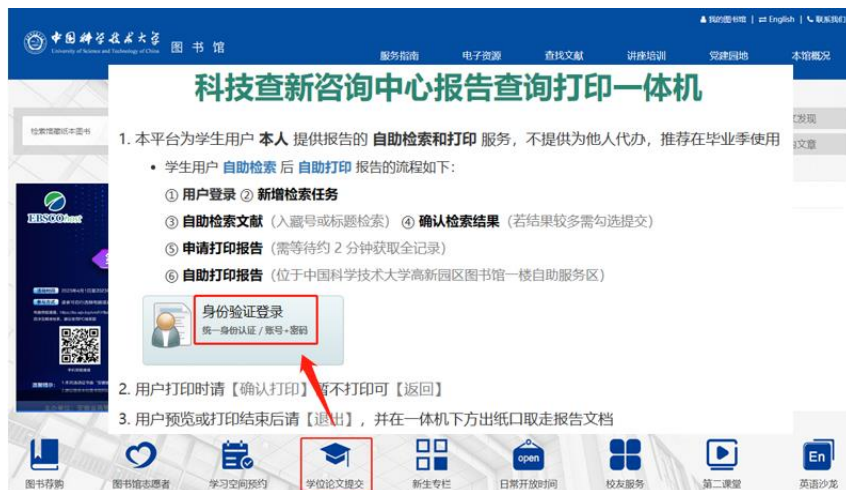 我的图书馆 | English | 联系我们
中国科学技术大学
University of Science and Technology of China
图 书 馆
服务指南 电子资源 查找文献 讲座培训 党建园地 本馆概况
科技查新咨询中心报告查询打印一体机
检索馆藏纸本图书
1. 本平台为学生用户 本人 提供报告的 自助检索和打印 服务，不提供为他人代办，推荐在毕业季使用
• 学生用户 自助检索 后 自助打印 报告的流程如下：
① 用户登录 ② 新增检索任务
③ 自助检索文献（入藏号或标题检索）④ 确认检索结果（若结果较多需勾选提交）
⑤ 申请打印报告（需等待约 2 分钟获取全记录）
⑥ 自助打印报告（位于中国科学技术大学高新园区图书馆一楼自助服务区）
EBSCOhost
身份验证登录
统一身份认证 / 账号+密码
2. 用户打印时请【确认打印】暂不打印可【返回】
3. 用户预览或打印结束后请【退出】，并在一体机下方出纸口取走报告文档
open
En
图书荐购 图书馆志愿者 学习空间预约 学位论文提交 新生专栏 日常开放时间 校友服务 第二课堂 英语沙龙